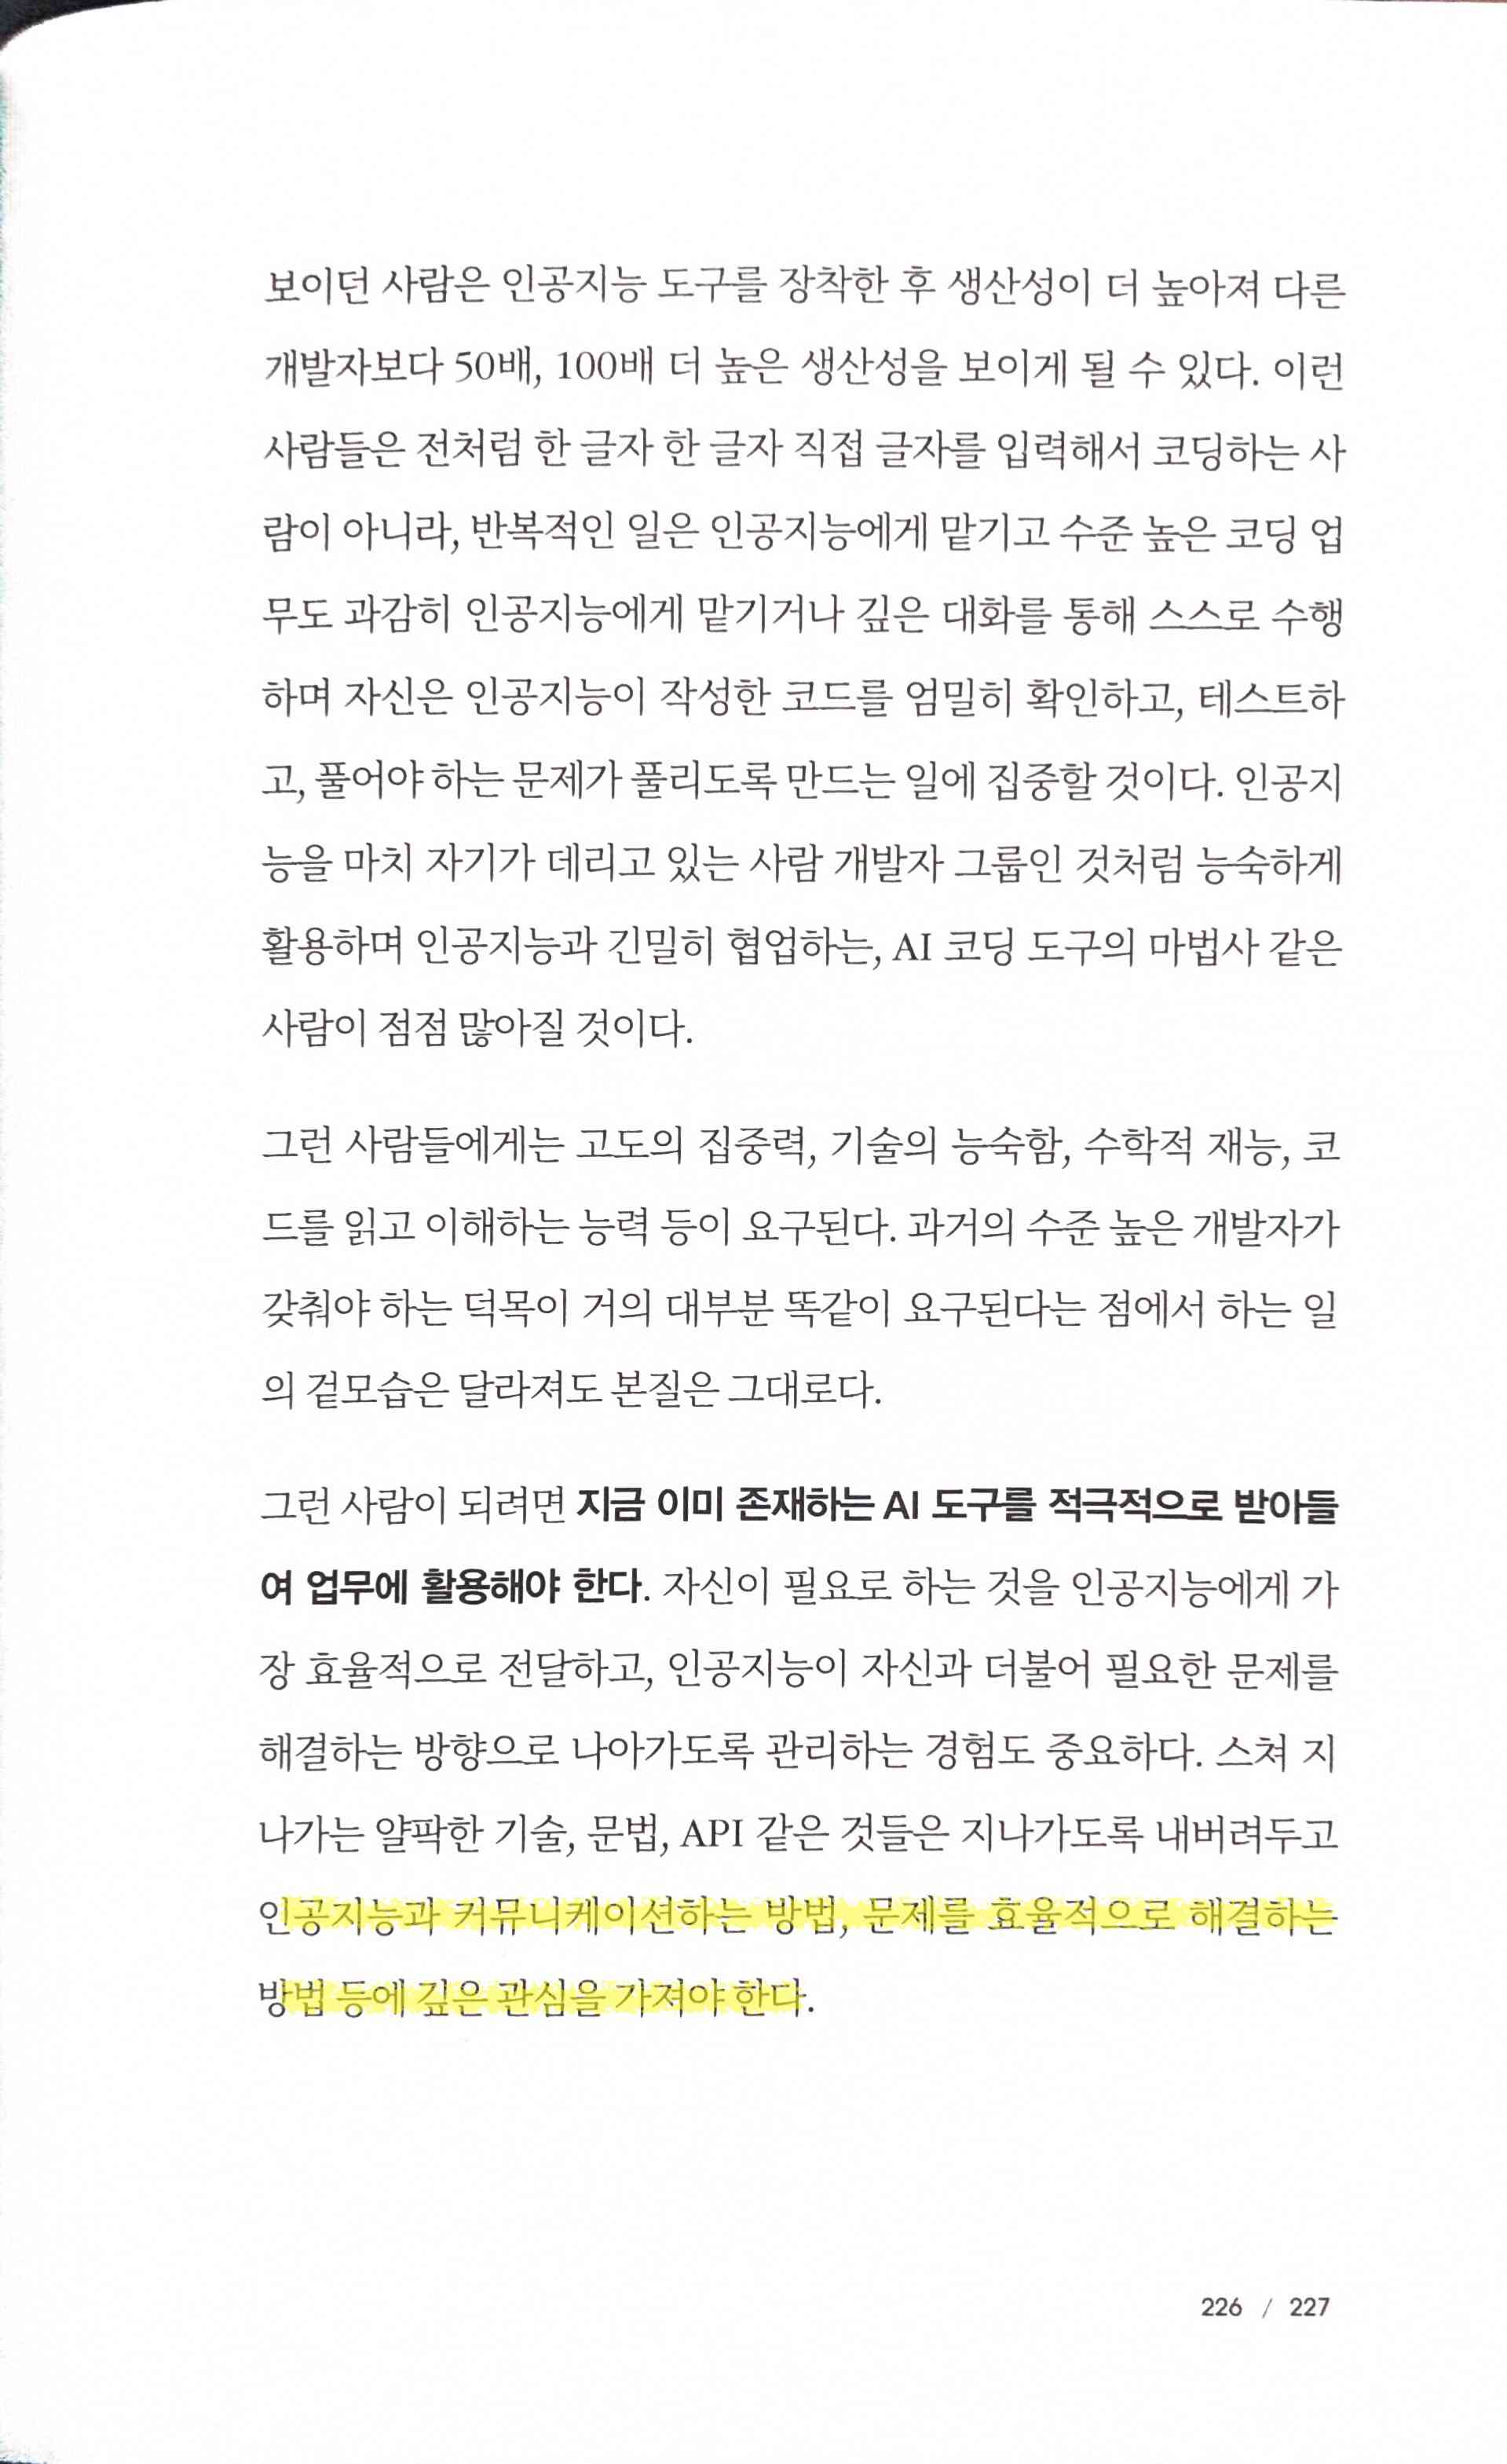 보이던 사람은 인공지능 도구를 장착한 후 생산성이 더 높아져 다른
개발자보다 50배, 100배 더 높은 생산성을 보이게 될 수 있다. 이런
사람들은 전처럼 한 글자 한 글자 직접 글자를 입력해서 코딩하는 사
람이 아니라, 반복적인 일은 인공지능에게 맡기고 수준 높은 코딩 업
무도 과감히 인공지능에게 맡기거나 깊은 대화를 통해 스스로 수행
하며 자신은 인공지능이 작성한 코드를 엄밀히 확인하고, 테스트하
고, 풀어야 하는 문제가 풀리도록 만드는 일에 집중할 것이다. 인공지
능을 마치 자기가 데리고 있는 사람 개발자 그룹인 것처럼 능숙하게
활용하며 인공지능과 긴밀히 협업하는, AI 코딩 도구의 마법사 같은
사람이 점점 많아질 것이다.
그런 사람들에게는 고도의 집중력, 기술의 능숙함, 수학적 재능, 코
드를 읽고 이해하는 능력 등이 요구된다. 과거의 수준 높은 개발자가
갖춰야 하는 덕목이 거의 대부분 똑같이 요구된다는 점에서 하는 일
의 겉모습은 달라져도 본질은 그대로다.
그런 사람이 되려면 지금 이미 존재하는 AI 도구를 적극적으로 받아들
여 업무에 활용해야 한다. 자신이 필요로 하는 것을 인공지능에게 가
장 효율적으로 전달하고, 인공지능이 자신과 더불어 필요한 문제를
해결하는 방향으로 나아가도록 관리하는 경험도 중요하다. 스쳐 지
나가는 얄팍한 기술, 문법, API 같은 것들은 지나가도록 내버려두고
인공지능과 커뮤니케이션하는 방법, 문제를 효율적으로 해결하는
방법 등에 깊은 관심을 가져야 한다.
226 / 227